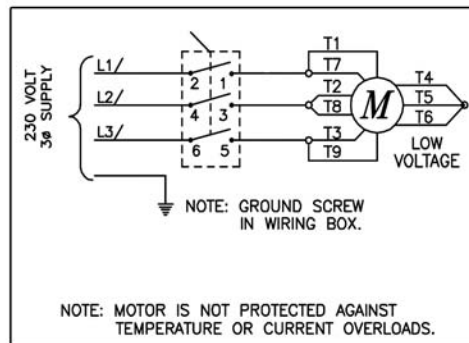 230 VOLT
3ø SUPPLY
L1/
L2/
L3/
2 1
4 3
6 5
T1
T7
T2
T8
T3
T9
M
T4
T5
T6
LOW
VOLTAGE
NOTE: GROUND SCREW
IN WIRING BOX.
NOTE: MOTOR IS NOT PROTECTED AGAINST
TEMPERATURE OR CURRENT OVERLOADS.